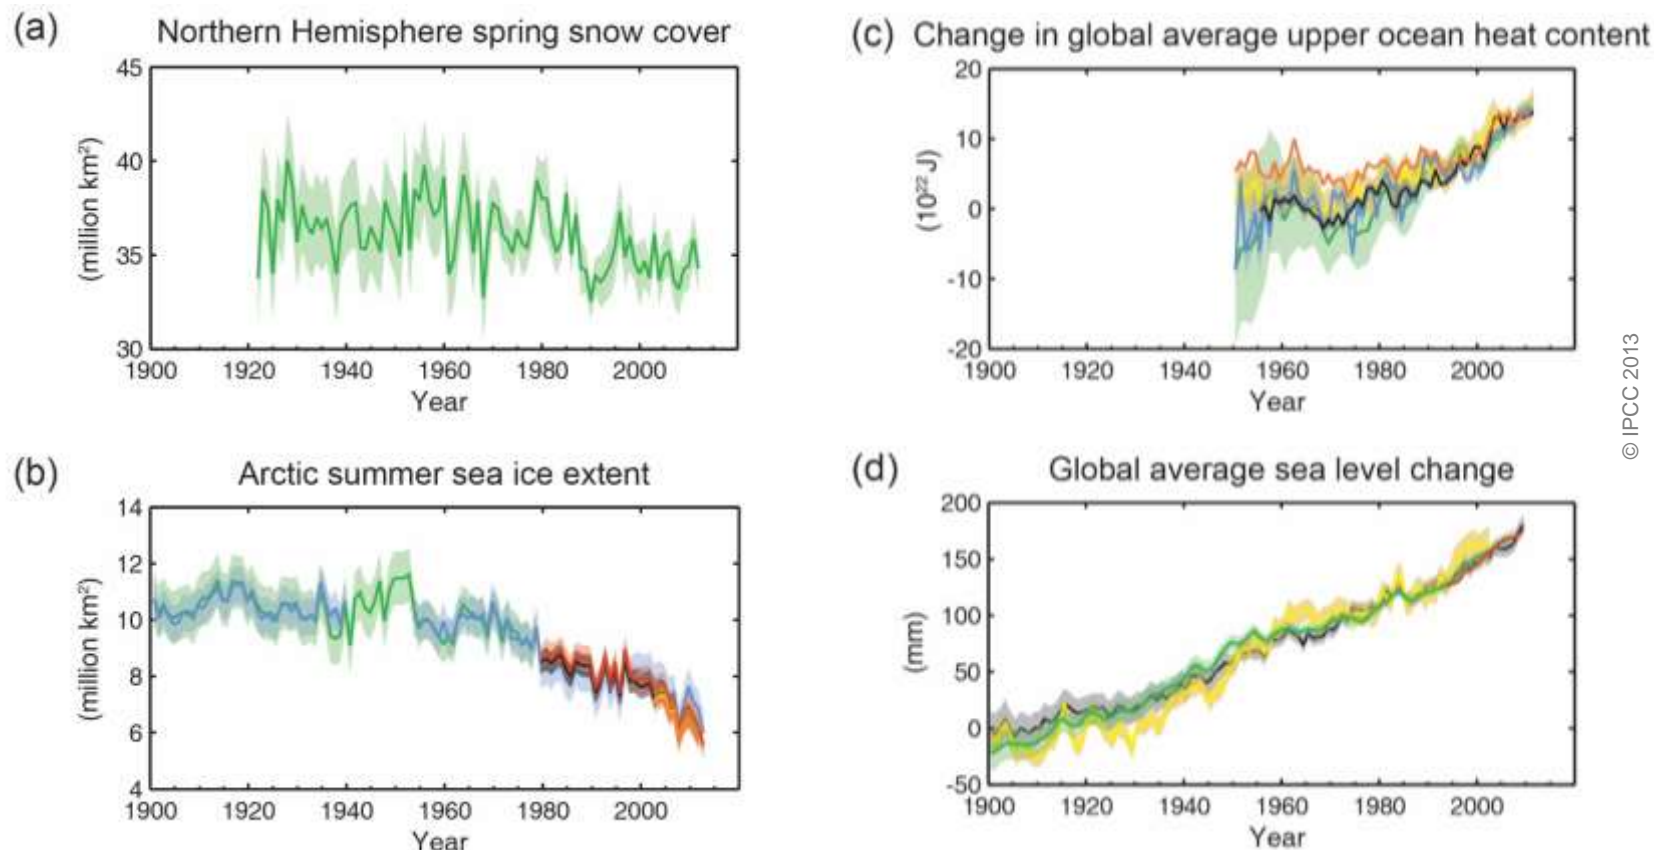 (a) Northern Hemisphere spring snow cover
45
40
35
30
(million km²)
1900 1920 1940 1960 1980 2000
Year
(b) Arctic summer sea ice extent
14
12
10
8
6
4
(million km²)
1900 1920 1940 1960 1980 2000
Year
(c) Change in global average upper ocean heat content
20
10
0
-10
-20
(10²² J)
1900 1920 1940 1960 1980 2000
Year
(d) Global average sea level change
200
150
100
50
0
-50
(mm)
1900 1920 1940 1960 1980 2000
Year
© IPCC 2013